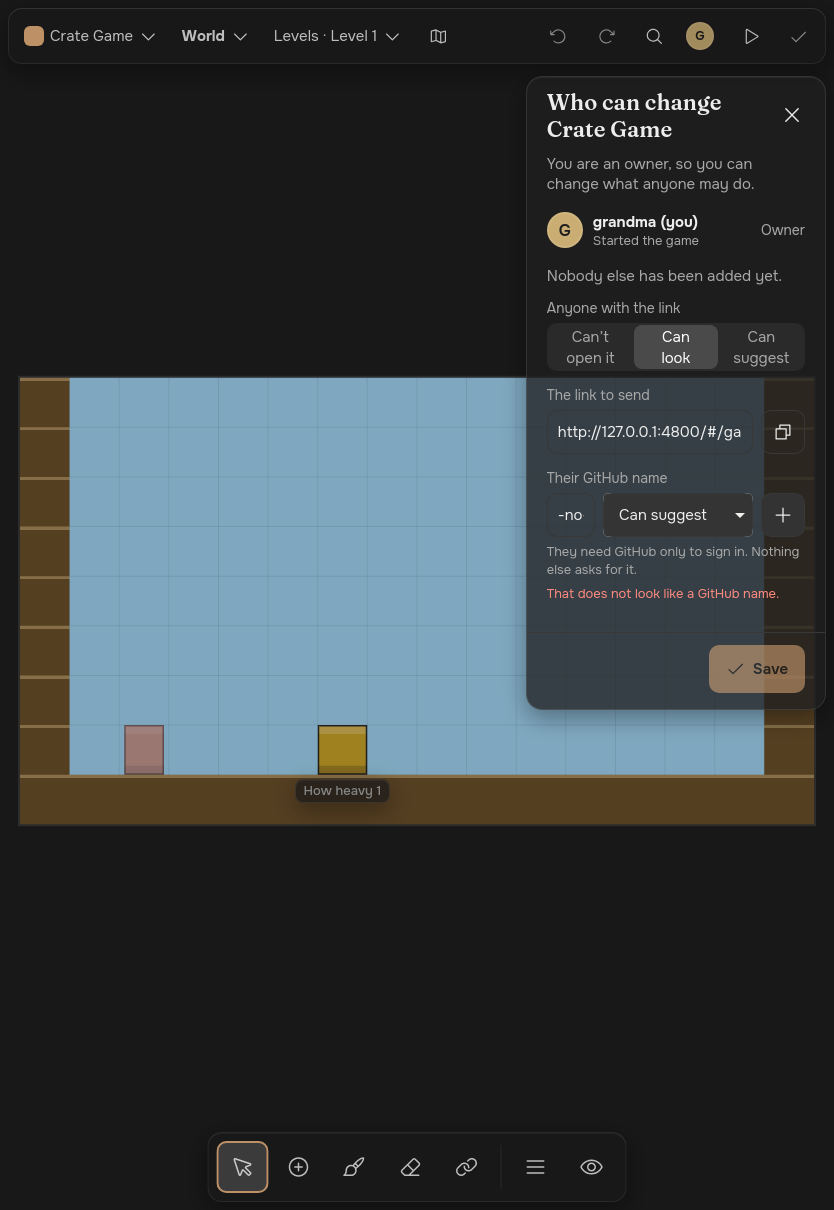 Crate Game
World
Levels · Level 1
G
Who can change
Crate Game
You are an owner, so you can
change what anyone may do.
G
grandma (you)
Started the game
Owner
Nobody else has been added yet.
Anyone with the link
Can't
open it
Can
look
Can
suggest
The link to send
http://127.0.0.1:4800/#/ga
Their GitHub name
-no
Can suggest
They need GitHub only to sign in. Nothing
else asks for it.
That does not look like a GitHub name.
Save
How heavy 1